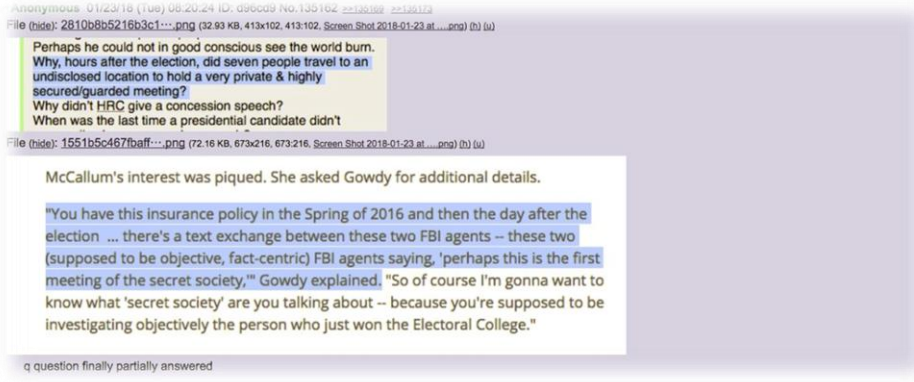 Anonymous 01/23/18 (Tue) 08:20:24 ID: d96cd9 No.135162 >>135169 >>135173
File (hide): 2810b8b5216b3c1⋯.png (32.93 KB, 413x102, 413:102, Screen Shot 2018-01-23 at ….png) (h) (u)
Perhaps he could not in good conscious see the world burn.
Why, hours after the election, did seven people travel to an
undisclosed location to hold a very private & highly
secured/guarded meeting?
Why didn't HRC give a concession speech?
When was the last time a presidential candidate didn't
File (hide): 1551b5c467fbaff⋯.png (72.16 KB, 673x216, 673:216, Screen Shot 2018-01-23 at ….png) (h) (u)
McCallum's interest was piqued. She asked Gowdy for additional details.
"You have this insurance policy in the Spring of 2016 and then the day after the
election ... there's a text exchange between these two FBI agents -- these two
(supposed to be objective, fact-centric) FBI agents saying, 'perhaps this is the first
meeting of the secret society,'" Gowdy explained. "So of course I'm gonna want to
know what 'secret society' are you talking about -- because you're supposed to be
investigating objectively the person who just won the Electoral College."
q question finally partially answered